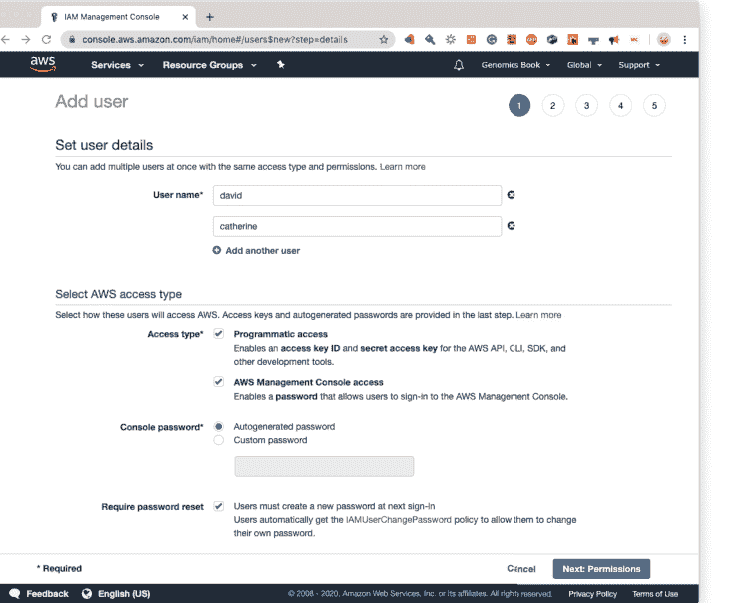 IAM Management Console
console.aws.amazon.com/iam/home#/users$new?step=details
aws Services Resource Groups Genomics Book Global Support
Add user 1 2 3 4 5
Set user details
You can add multiple users at once with the same access type and permissions. Learn more
User name* david
catherine
Add another user
Select AWS access type
Select how these users will access AWS. Access keys and autogenerated passwords are provided in the last step. Learn more
Access type* Programmatic access
Enables an access key ID and secret access key for the AWS API, CLI, SDK, and
other development tools.
AWS Management Console access
Enables a password that allows users to sign-in to the AWS Management Console.
Console password* Autogenerated password
Custom password
Require password reset Users must create a new password at next sign-in
Users automatically get the IAMUserChangePassword policy to allow them to change
their own password.
* Required Cancel Next: Permissions
Feedback English (US) © 2008 - 2020, Amazon Web Services, Inc. or its affiliates. All rights reserved. Privacy Policy Terms of Use